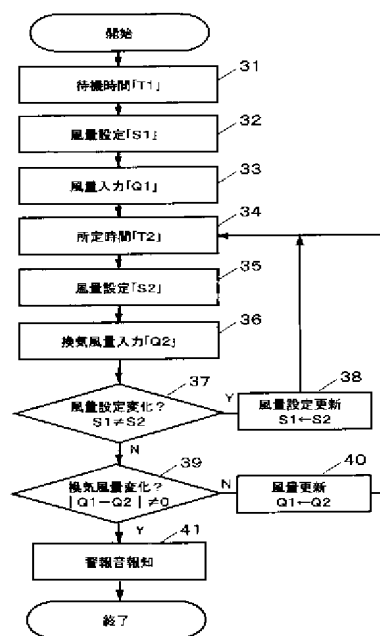 開始
31
待機時間「T1」
32
風量設定「S1」
33
風量入力「Q1」
34
所定時間「T2」
35
風量設定「S2」
36
換気風量入力「Q2」
37
風量設定変化?
S1≠S2
Y
38
風量設定更新
S1←S2
N
39
換気風量変化?
|Q1−Q2|≠0
N
40
風量更新
Q1←Q2
Y
41
警報音報知
終了